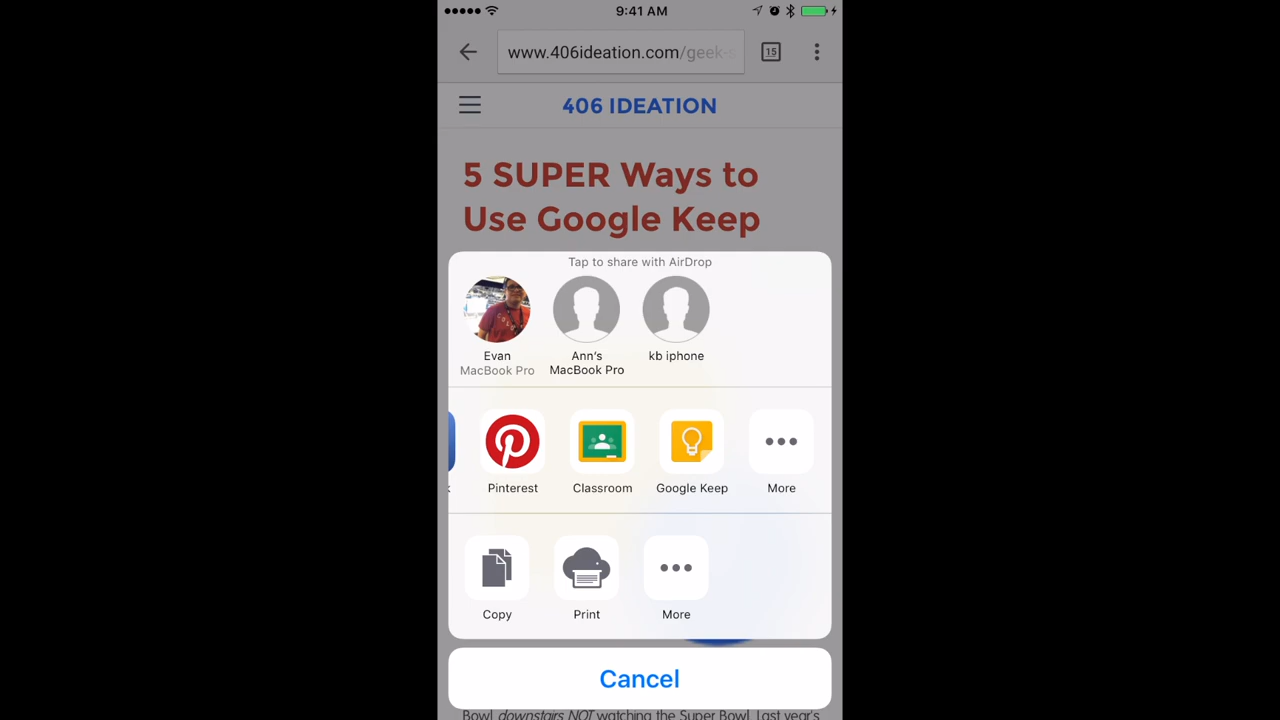 9:41 AM
www.406ideation.com/geek-s
15
406 IDEATION
5 SUPER Ways to
Use Google Keep
Tap to share with AirDrop
Evan Ann's kb iphone
MacBook Pro MacBook Pro
Pinterest Classroom Google Keep More
Copy Print More
Cancel
Bowl downstairs NOT watching the Super Bowl. Last year's